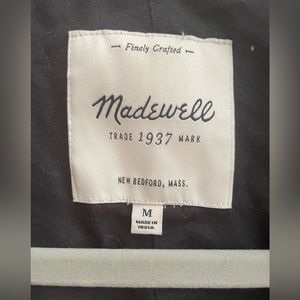 Finely Crafted
Madewell
TRADE 1937 MARK
NEW BEDFORD, MASS.
M
MADE IN
INDIA